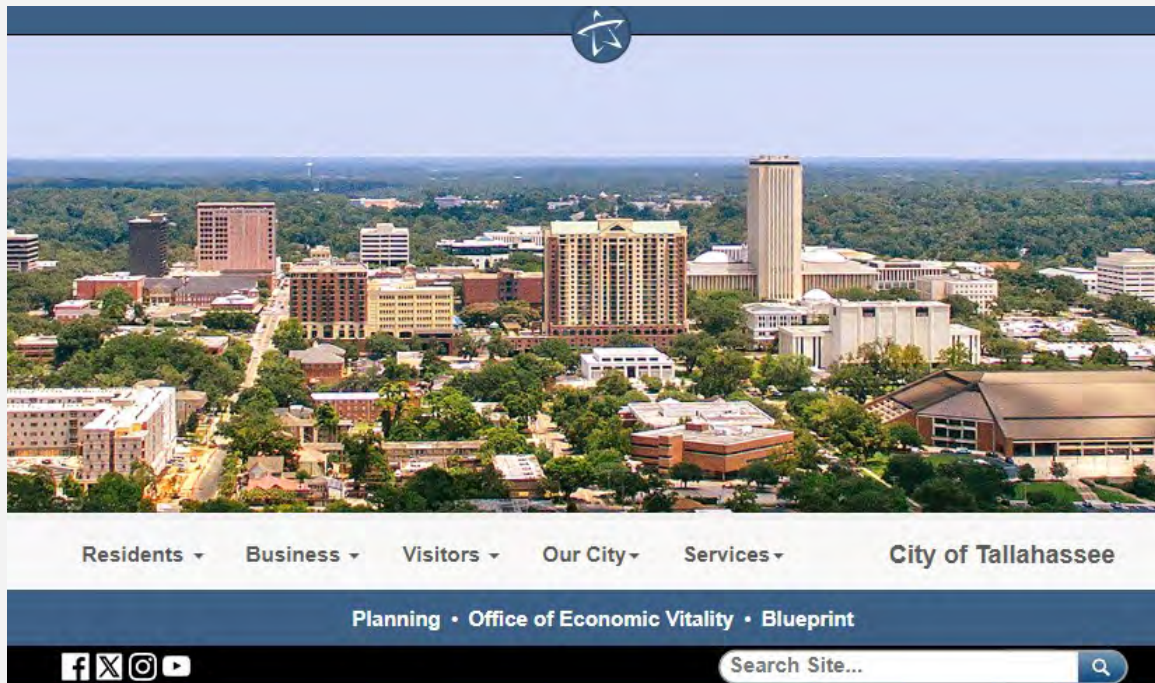 Residents Business Visitors Our City Services City of Tallahassee
Planning • Office of Economic Vitality • Blueprint
Search Site...